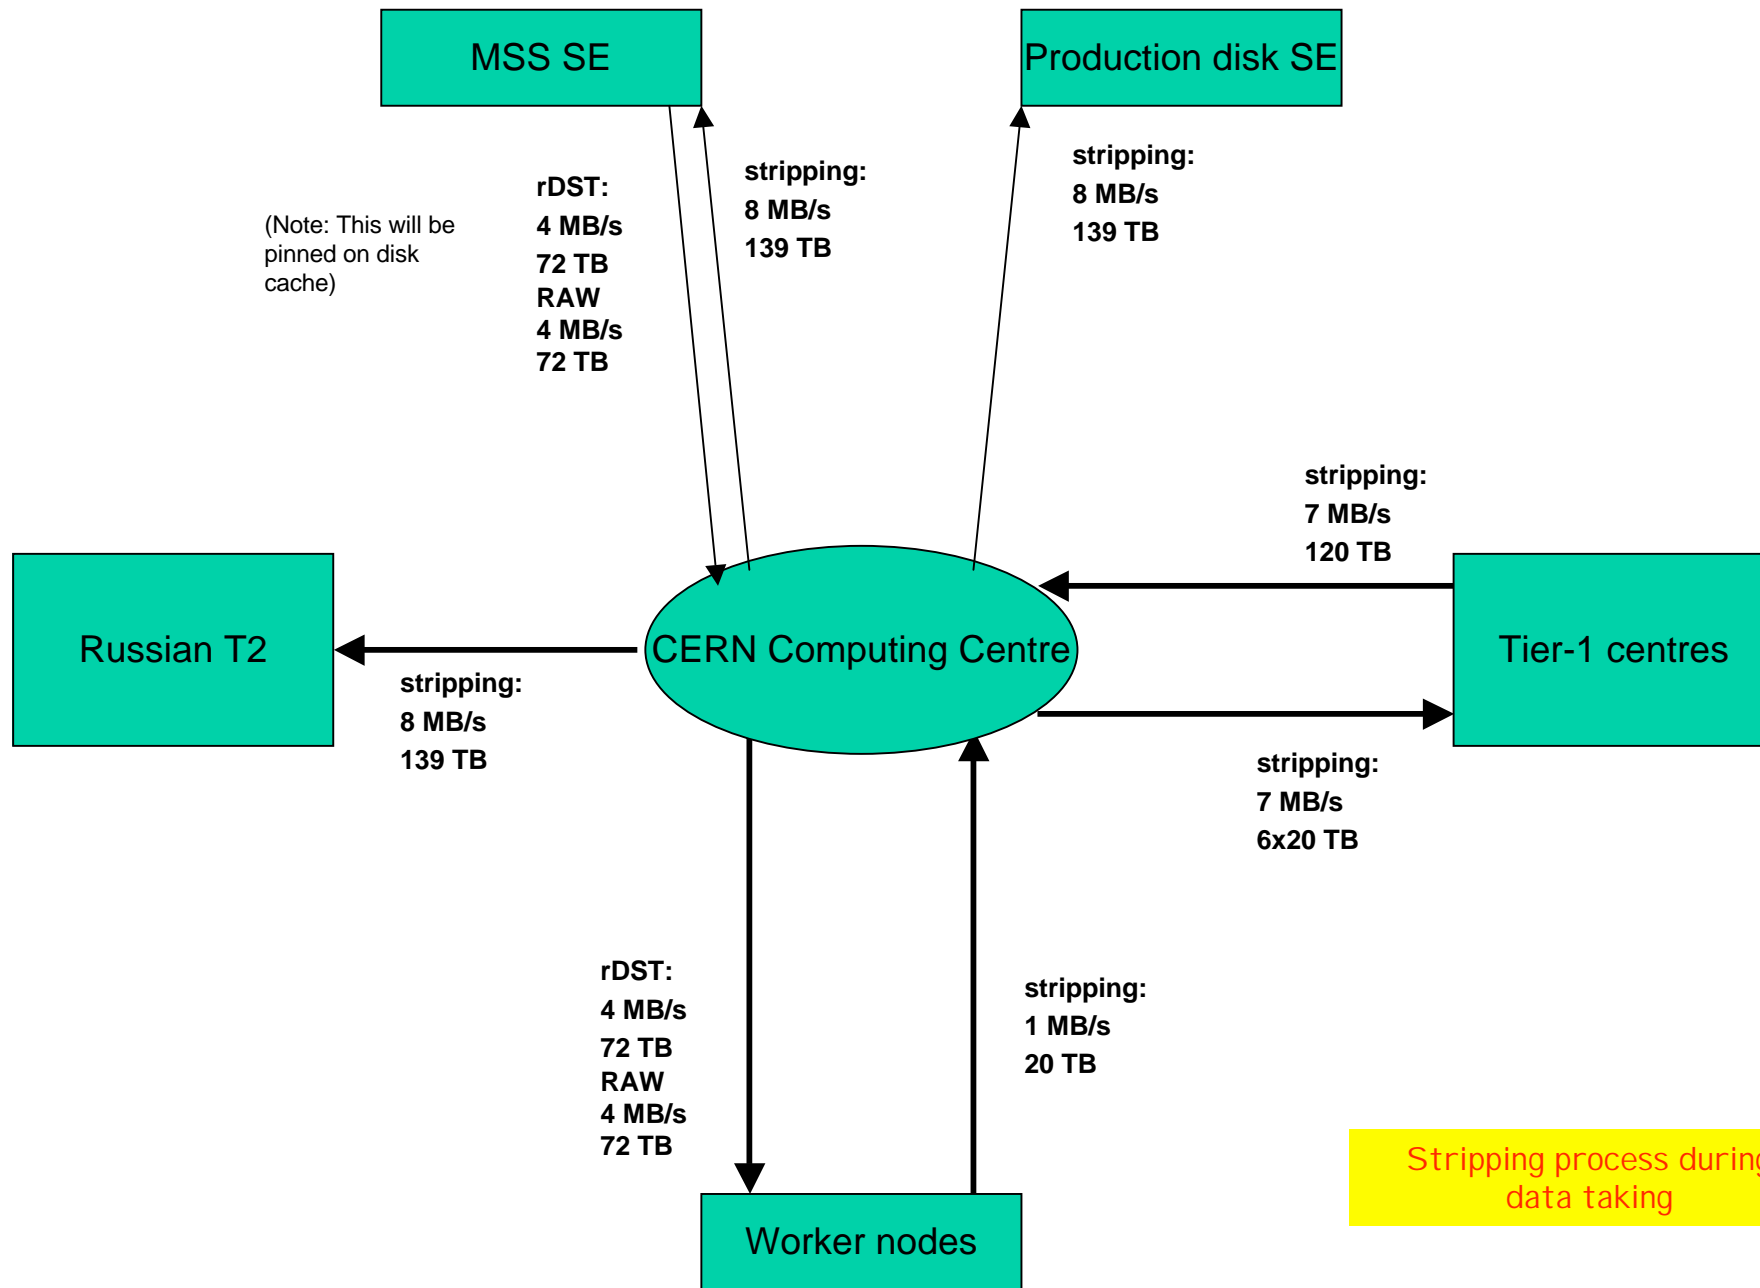 MSS SE
Production disk SE
(Note: This will be
pinned on disk
cache)
rDST:
4 MB/s
72 TB
RAW
4 MB/s
72 TB
stripping:
8 MB/s
139 TB
stripping:
8 MB/s
139 TB
stripping:
7 MB/s
120 TB
Russian T2
CERN Computing Centre
Tier-1 centres
stripping:
8 MB/s
139 TB
stripping:
7 MB/s
6x20 TB
rDST:
4 MB/s
72 TB
RAW
4 MB/s
72 TB
stripping:
1 MB/s
20 TB
Stripping process during
data taking
Worker nodes